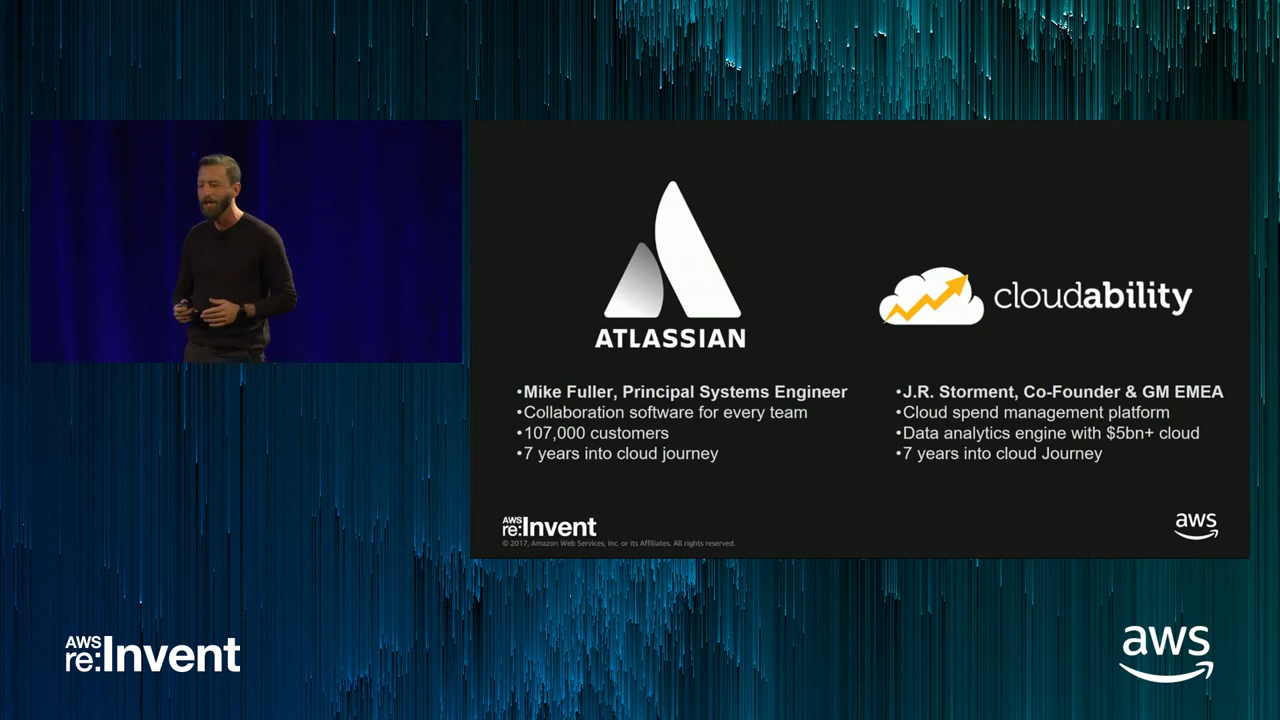 ATLASSIAN
•Mike Fuller, Principal Systems Engineer
•Collaboration software for every team
•107,000 customers
•7 years into cloud journey
cloudability
•J.R. Storment, Co-Founder & GM EMEA
•Cloud spend management platform
•Data analytics engine with $5bn+ cloud
•7 years into cloud Journey
AWS
re:Invent
© 2017, Amazon Web Services, Inc. or its Affiliates. All rights reserved.
aws
AWS
re:Invent
aws